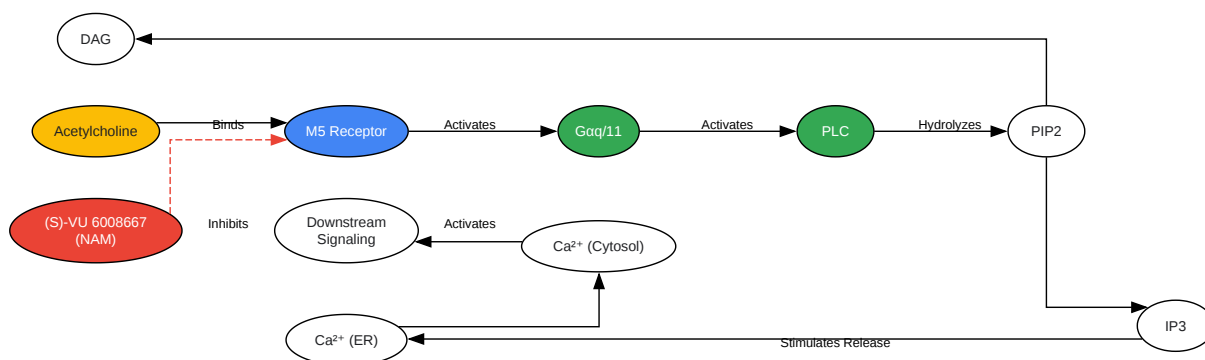 DAG
Acetylcholine
Binds
M5 Receptor
Activates
Gαq/11
Activates
PLC
Hydrolyzes
PIP2
(S)-VU 6008667
(NAM)
Inhibits
Downstream
Signaling
Activates
Ca²⁺ (Cytosol)
Ca²⁺ (ER)
Stimulates Release
IP3